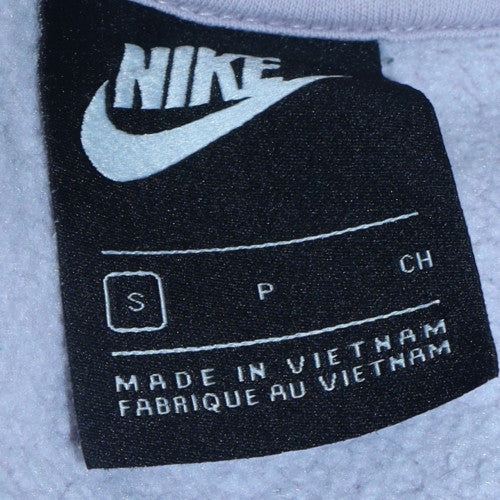 NIKE
S P CH
MADE IN VIETNAM
FABRIQUE AU VIETNAM